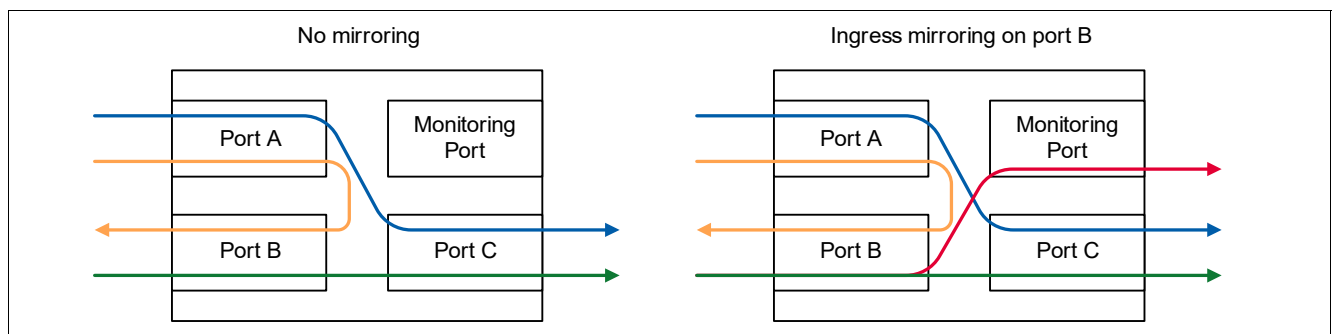 No mirroring
Port A
Monitoring
Port
Port B
Port C
Ingress mirroring on port B
Port A
Monitoring
Port
Port B
Port C